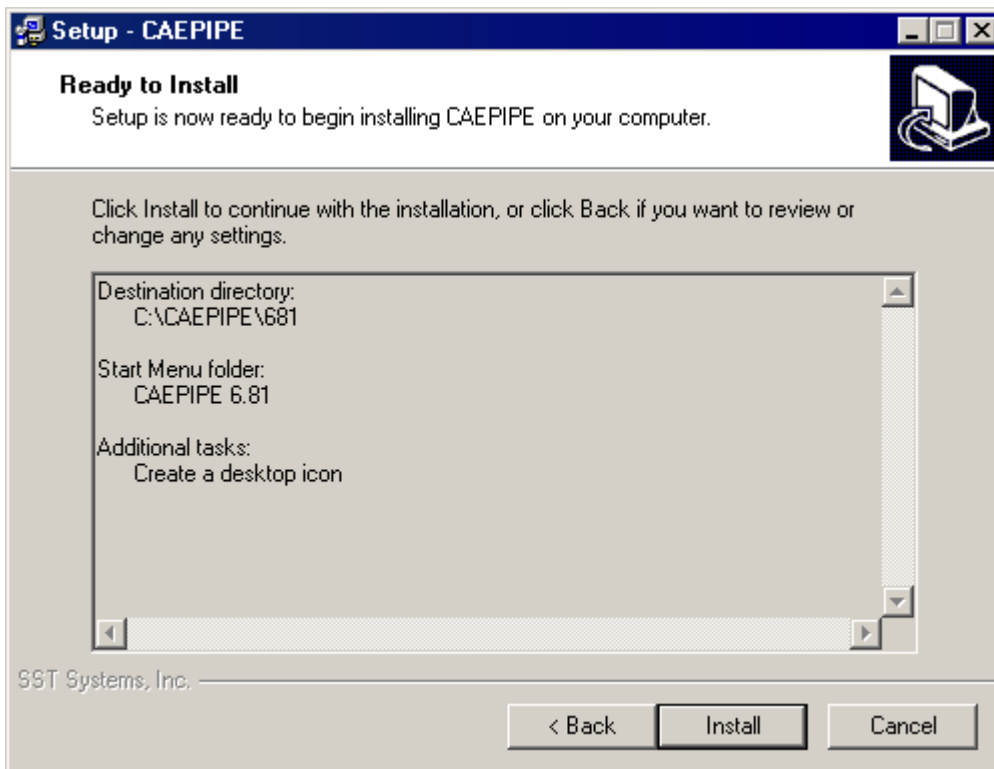 Setup - CAEPIPE
Ready to Install
Setup is now ready to begin installing CAEPIPE on your computer.
Click Install to continue with the installation, or click Back if you want to review or
change any settings.
Destination directory:
C:\CAEPIPE\681
Start Menu folder:
CAEPIPE 6.81
Additional tasks:
Create a desktop icon
SST Systems, Inc.
< Back
Install
Cancel